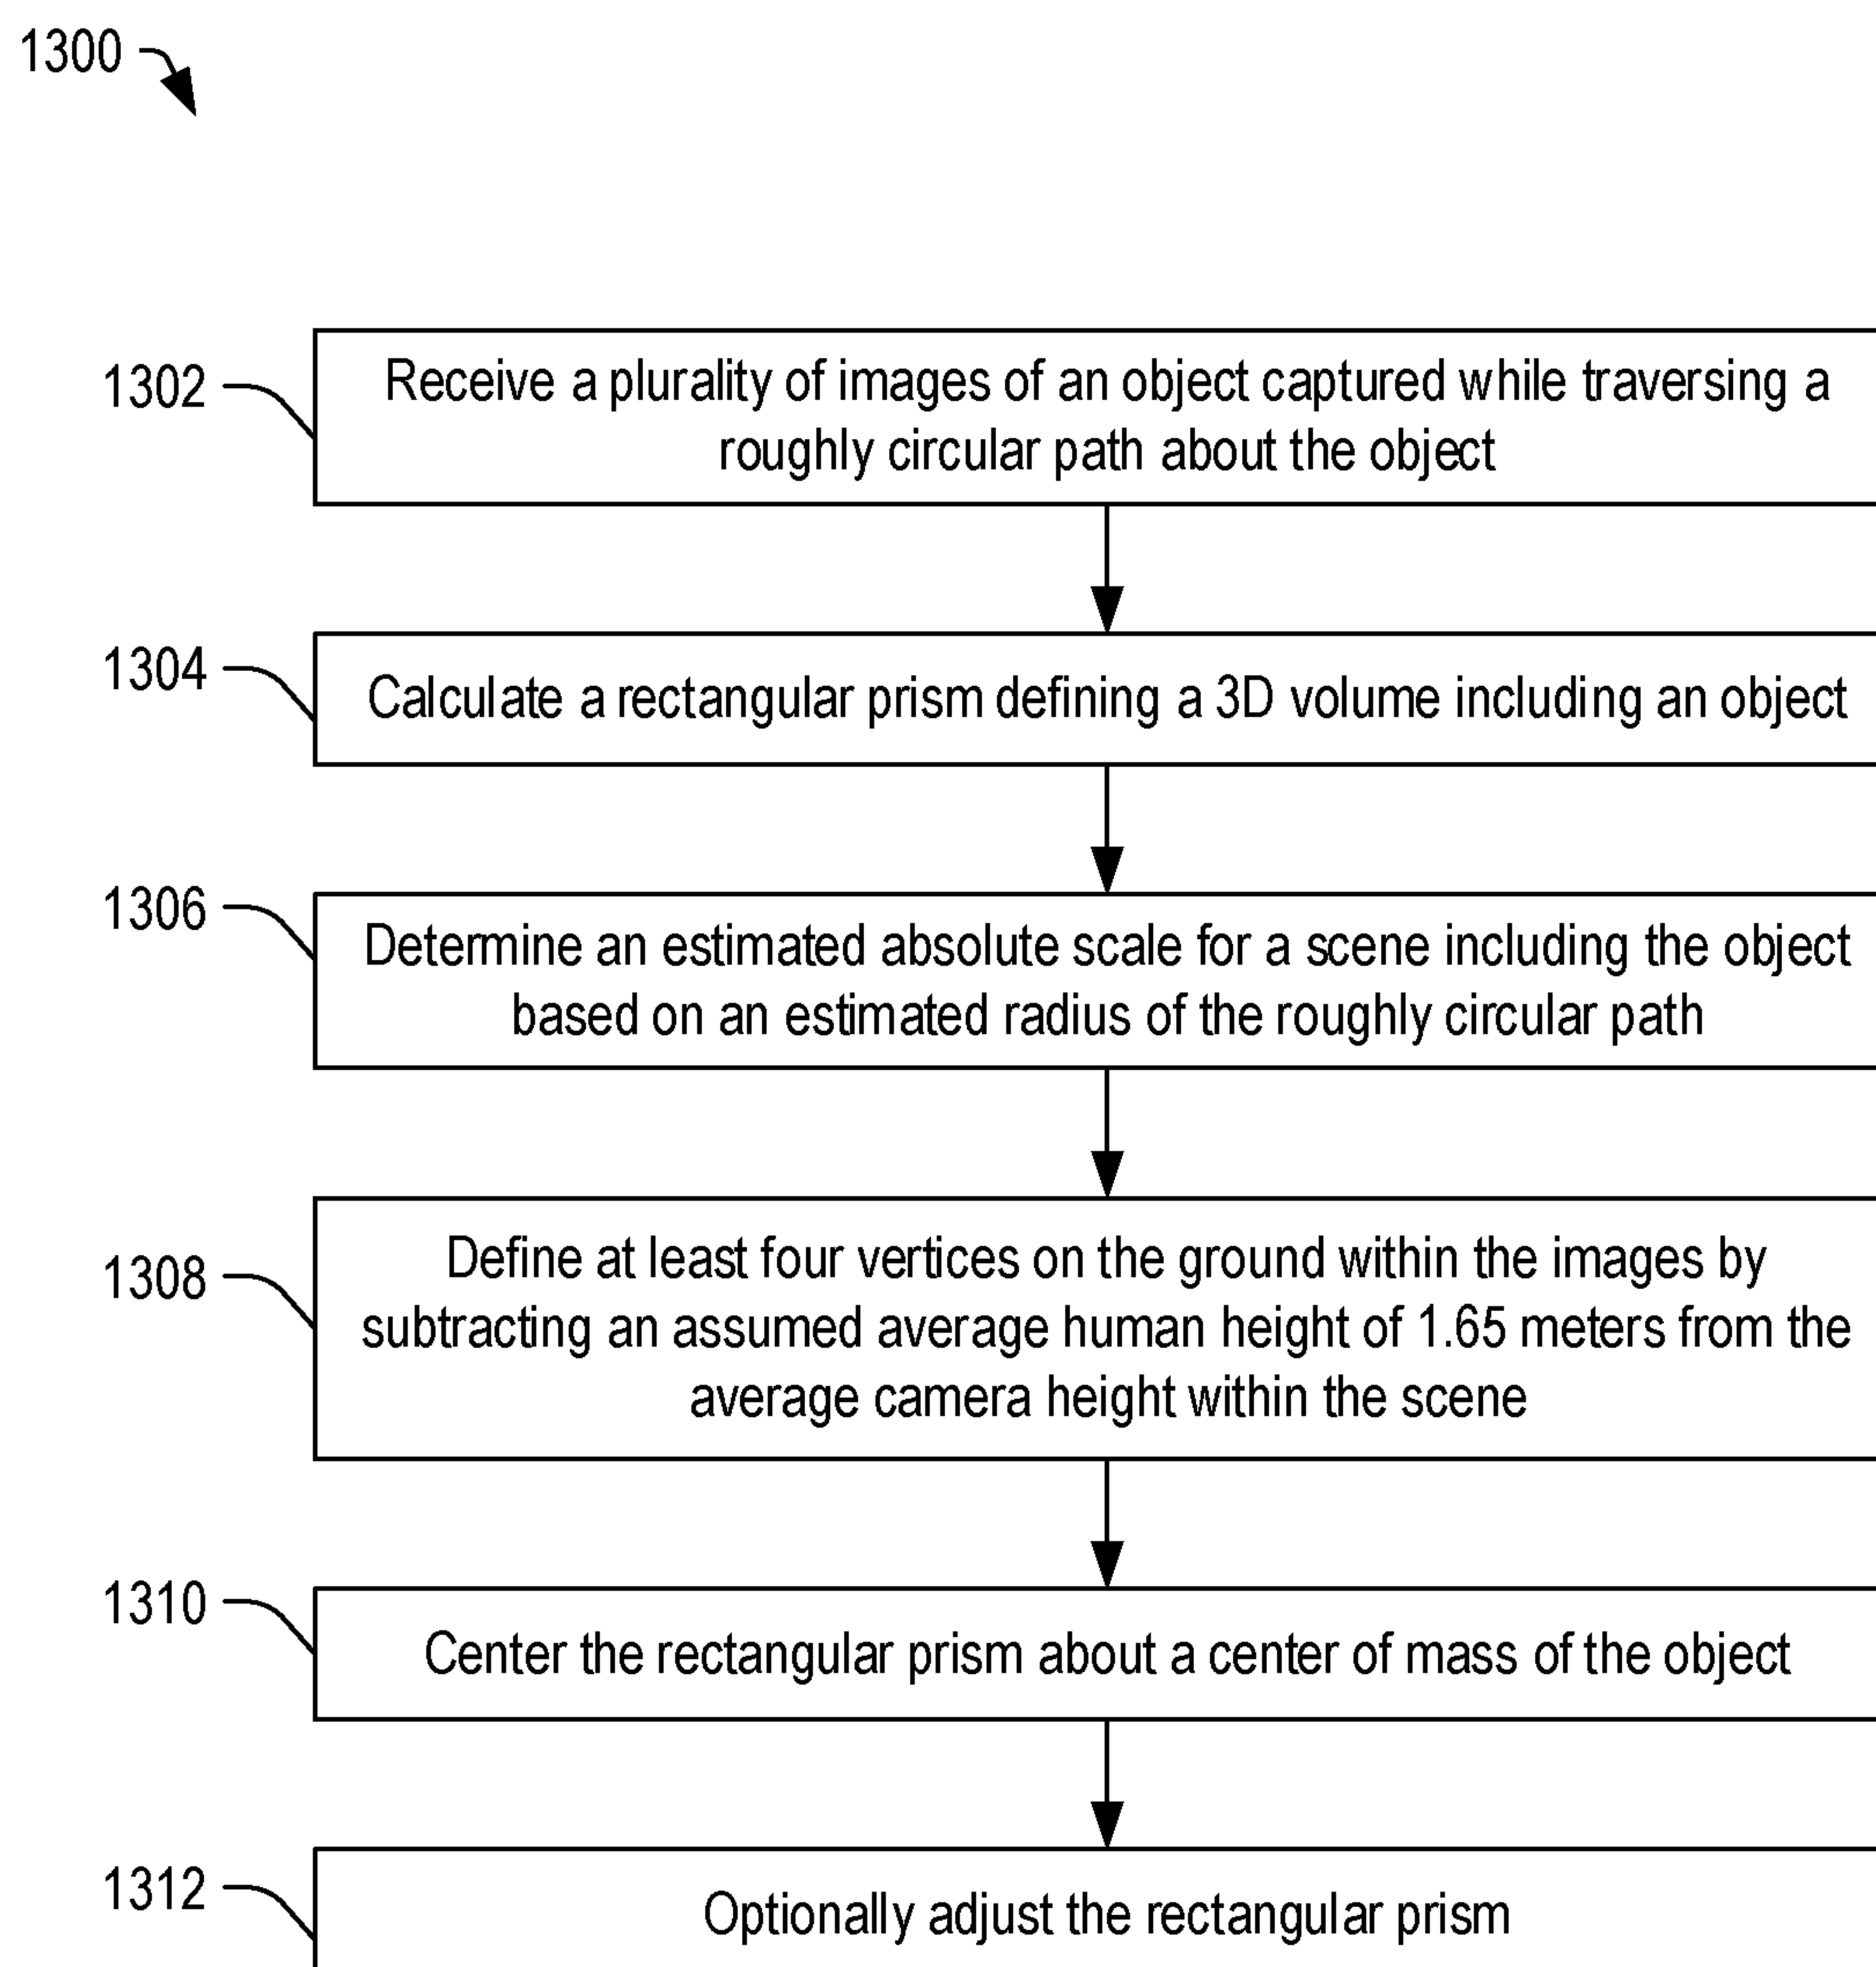 1300
1302
Receive a plurality of images of an object captured while traversing a
roughly circular path about the object
1304
Calculate a rectangular prism defining a 3D volume including an object
1306
Determine an estimated absolute scale for a scene including the object
based on an estimated radius of the roughly circular path
1308
Define at least four vertices on the ground within the images by
subtracting an assumed average human height of 1.65 meters from the
average camera height within the scene
1310
Center the rectangular prism about a center of mass of the object
1312
Optionally adjust the rectangular prism